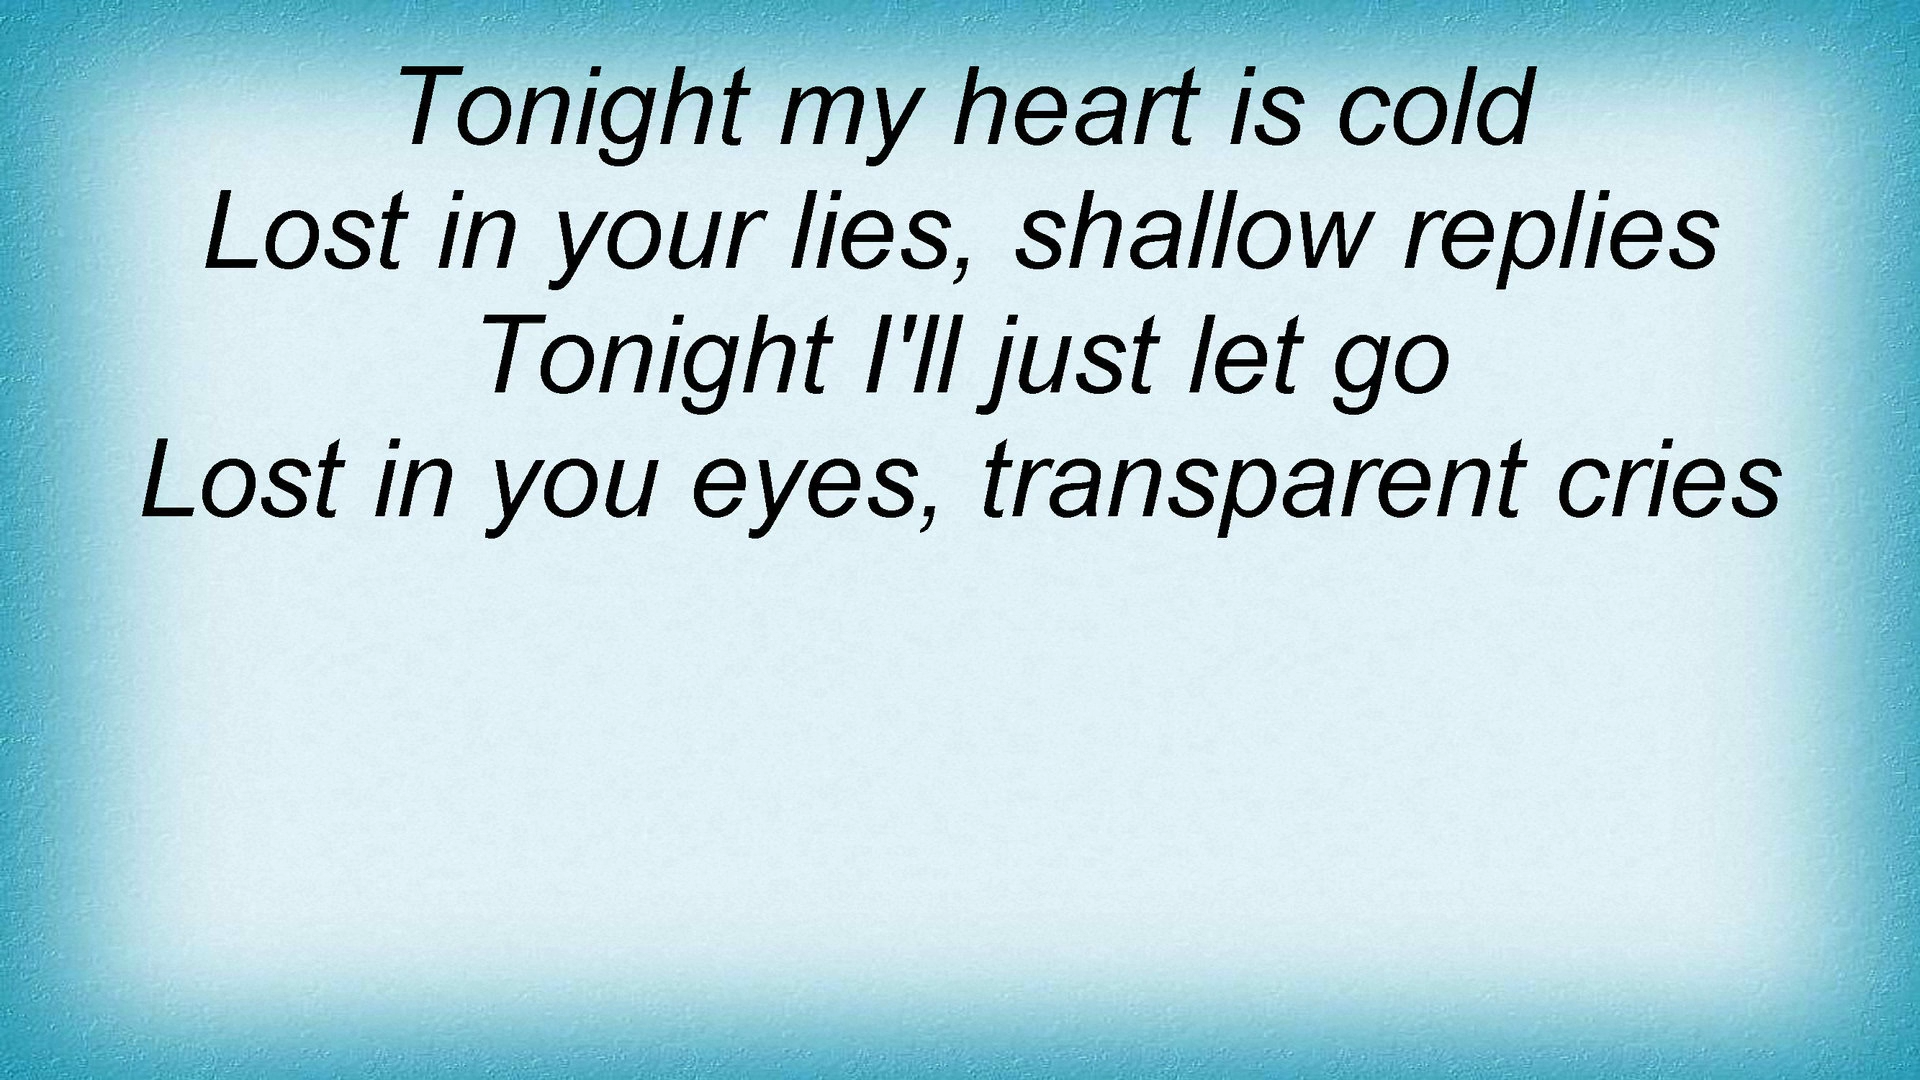 Tonight my heart is cold
Lost in your lies, shallow replies
Tonight I'll just let go
Lost in you eyes, transparent cries